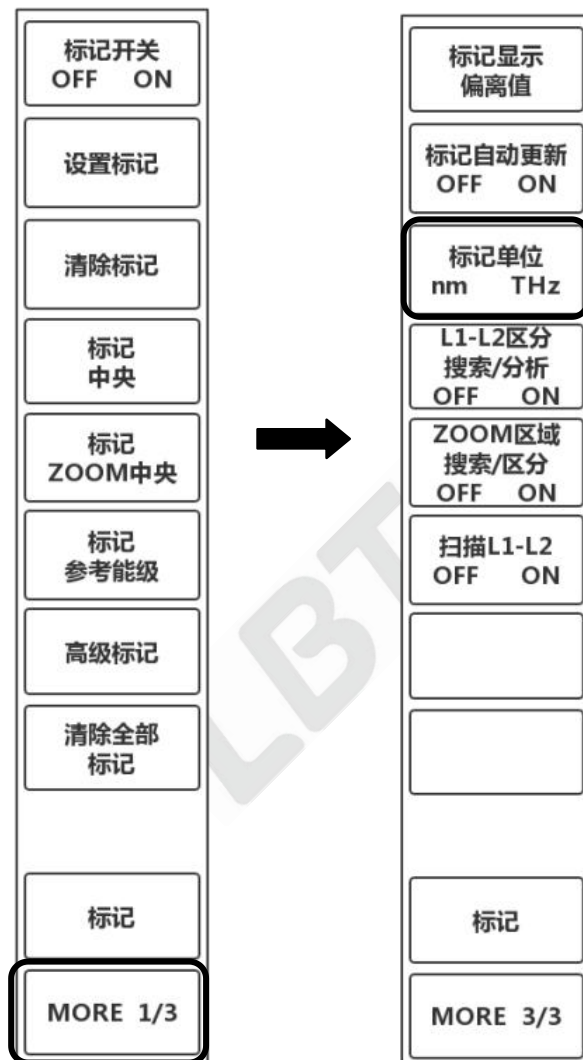 标记开关
OFF ON
设置标记
清除标记
标记
中央
标记
ZOOM中央
标记
参考能级
高级标记
清除全部
标记
标记
MORE 1/3
标记显示
偏离值
标记自动更新
OFF ON
标记单位
nm THz
L1-L2区分
搜索/分析
OFF ON
ZOOM区域
搜索/区分
OFF ON
扫描L1-L2
OFF ON
标记
MORE 3/3
LBT